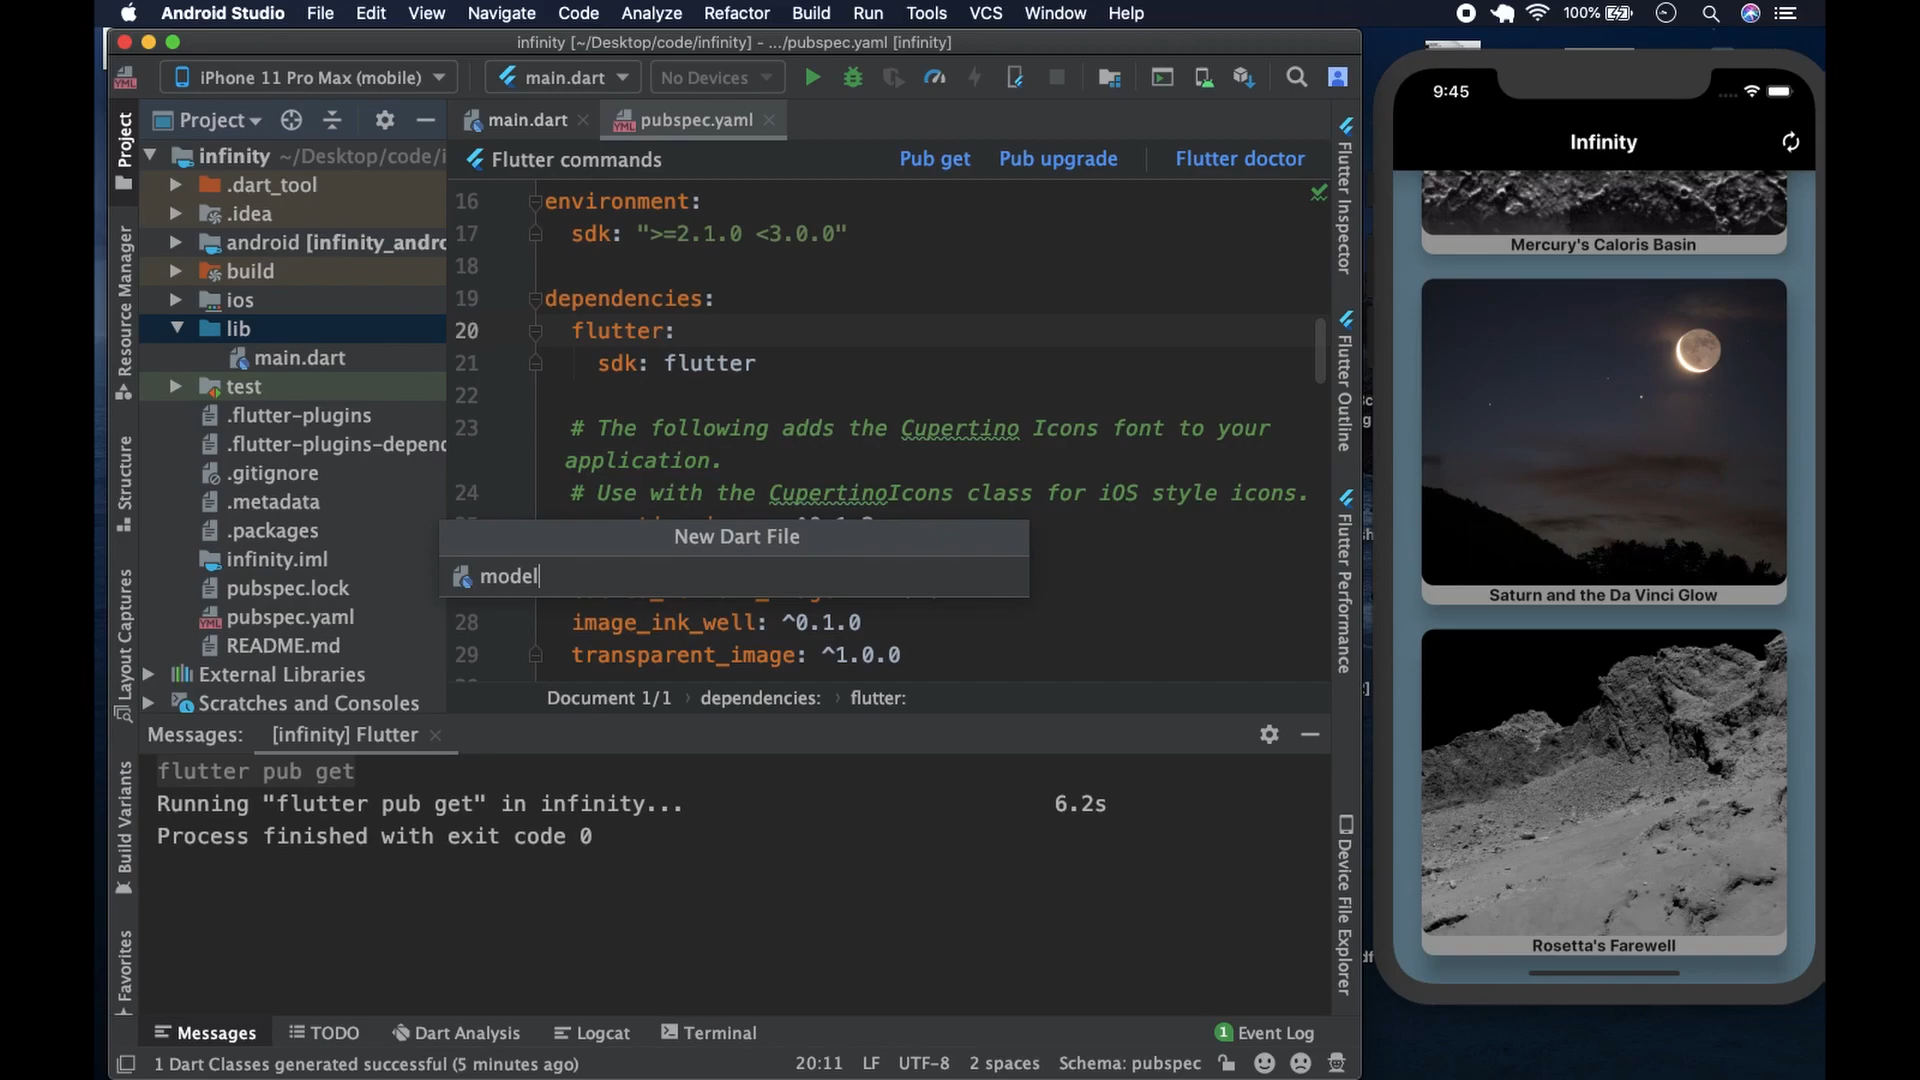 Android Studio File Edit View Navigate Code Analyze Refactor Build Run Tools VCS Window Help 100%
infinity [~/Desktop/code/infinity] - .../pubspec.yaml [infinity]
iPhone 11 Pro Max (mobile) main.dart No Devices
Project
main.dart pubspec.yaml
Flutter commands Pub get Pub upgrade Flutter doctor
infinity ~/Desktop/code/i
.dart_tool
.idea
android [infinity_andro
build
ios
lib
main.dart
test
.flutter-plugins
.flutter-plugins-depend
.gitignore
.metadata
.packages
infinity.iml
pubspec.lock
pubspec.yaml
README.md
External Libraries
Scratches and Consoles
16 environment:
17 sdk: ">=2.1.0 <3.0.0"
18
19 dependencies:
20 flutter:
21 sdk: flutter
22
23 # The following adds the Cupertino Icons font to your
application.
24 # Use with the CupertinoIcons class for iOS style icons.
New Dart File
model
28 image_ink_well: ^0.1.0
29 transparent_image: ^1.0.0
Document 1/1 dependencies: flutter:
Messages: [infinity] Flutter
flutter pub get
Running "flutter pub get" in infinity... 6.2s
Process finished with exit code 0
Messages TODO Dart Analysis Logcat Terminal 1 Event Log
1 Dart Classes generated successful (5 minutes ago) 20:11 LF UTF-8 2 spaces Schema: pubspec
Project
Resource Manager
Structure
Layout Captures
Build Variants
Favorites
Flutter Inspector
Flutter Outline
Flutter Performance
Device File Explorer
9:45
Infinity
Mercury's Caloris Basin
Saturn and the Da Vinci Glow
Rosetta's Farewell